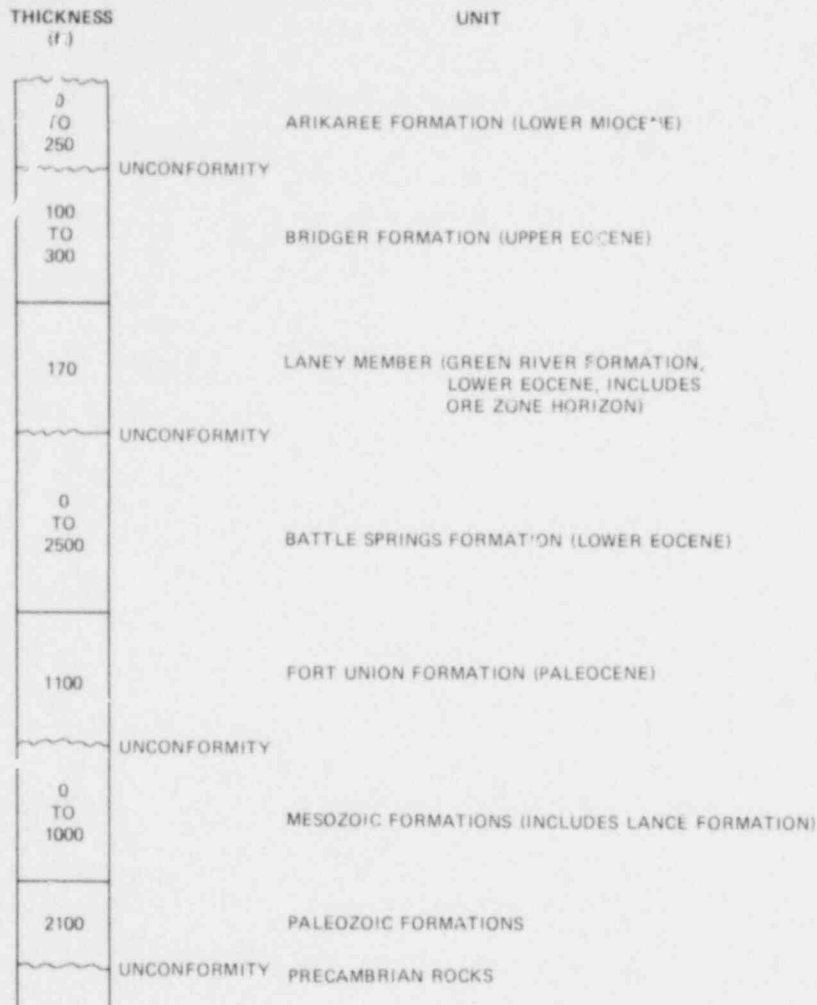 THICKNESS UNIT
TO
250 ARIKAREE FORMATION (LOWER
UNCONFORMITY
100
TO
300 BRIDGER FORMATION (UPPER EOCENE)
170 LANEY MEMBER (GREEN RIVER FORMATION,
LOWER EOCENE, INCLUDES
ORE ZONE HORIZON)
UNCONFORMITY
0
TO
2500 BATTLE SPRINGS FORMATION (LOWER EOCENE)
1100 FORT UNION FORMATION (PALEOCENE)
UNCONFORMITY
0
TO
1000 MESOZOIC FORMATIONS (INCLUDES LANCE FORMATION)
2100 PALEOZOIC FORMATIONS
UNCONFORMITY PRECAMBRIAN ROCKS